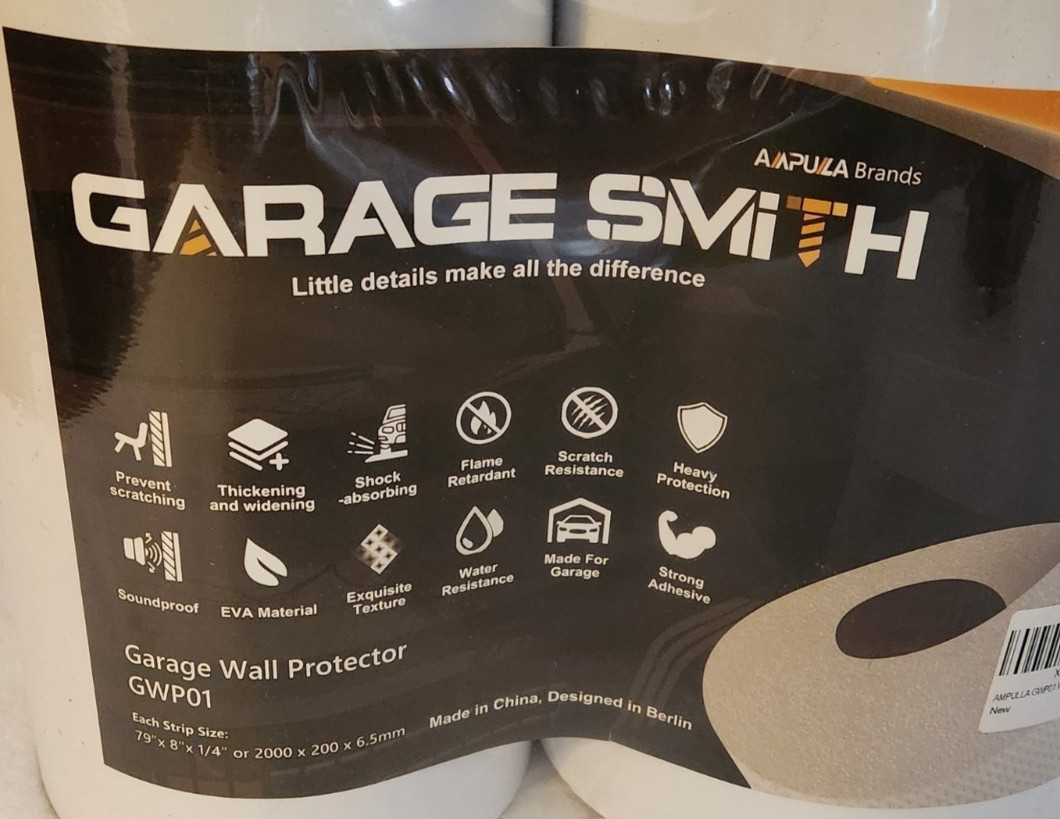 AMPULLA Brands
GARAGE SMiTH
Little details make all the difference
Prevent
scratching
Thickening
and widening
Shock
-absorbing
Flame
Retardant
Scratch
Resistance
Heavy
Protection
Soundproof
EVA Material
Exquisite
Texture
Water
Resistance
Made For
Garage
Strong
Adhesive
Garage Wall Protector
GWP01
Each Strip Size:
79"x 8"x 1/4" or 2000 x 200 x 6.5mm
Made in China, Designed in Berlin
X
AMPULLA GWP01
New